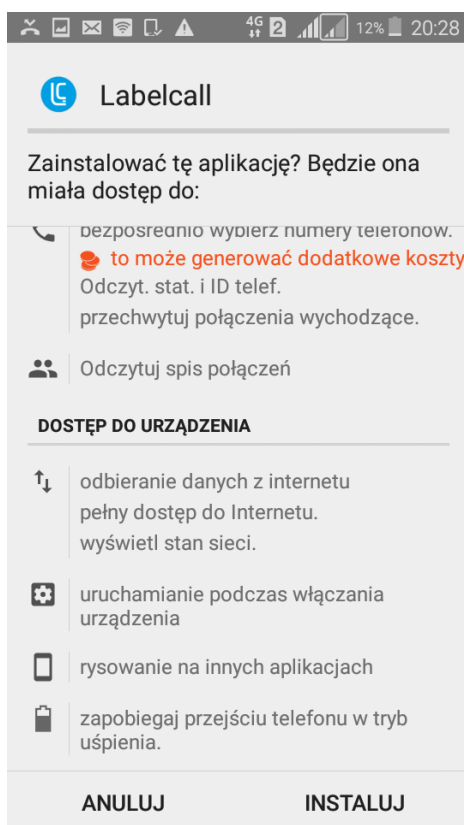 4G 2 12% 20:28
Labelcall
Zainstalować tę aplikację? Będzie ona
miała dostęp do:
bezpośrednio wybierz numery telefonów.
to może generować dodatkowe koszty
Odczyt. stat. i ID telef.
przechwytuj połączenia wychodzące.
Odczytuj spis połączeń
DOSTĘP DO URZĄDZENIA
odbieranie danych z internetu
pełny dostęp do Internetu.
wyświetl stan sieci.
uruchamianie podczas włączania
urządzenia
rysowanie na innych aplikacjach
zapobiegaj przejściu telefonu w tryb
uśpienia.
ANULUJ INSTALUJ